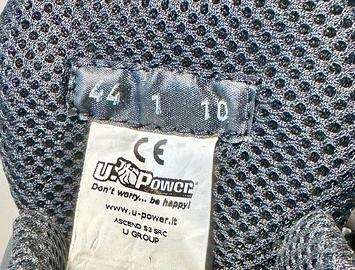 44 1 10
CE
U-Power
Don't worry... be happy!
www.u-power.it
ASCEND S3 SRC
U GROUP